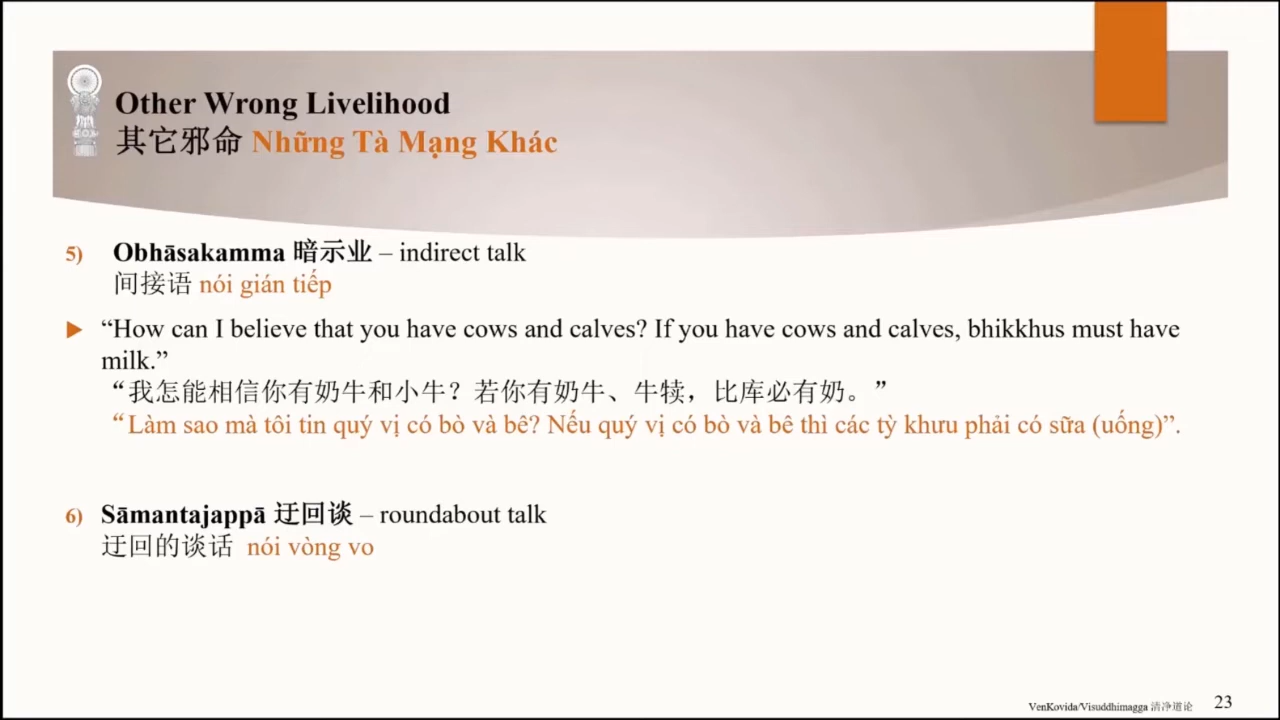 Other Wrong Livelihood
其它邪命 Những Tà Mạng Khác
5) Obhāsakamma 暗示业 – indirect talk
间接语 nói gián tiếp
“How can I believe that you have cows and calves? If you have cows and calves, bhikkhus must have
milk.”
“我怎能相信你有奶牛和小牛？若你有奶牛、牛犊，比库必有奶。”
“Làm sao mà tôi tin quý vị có bò và bê? Nếu quý vị có bò và bê thì các tỳ khưu phải có sữa (uống)”.
6) Sāmantajappā 迂回谈 – roundabout talk
迂回的谈话 nói vòng vo
VenKovida/Visuddhimagga 清净道论 23